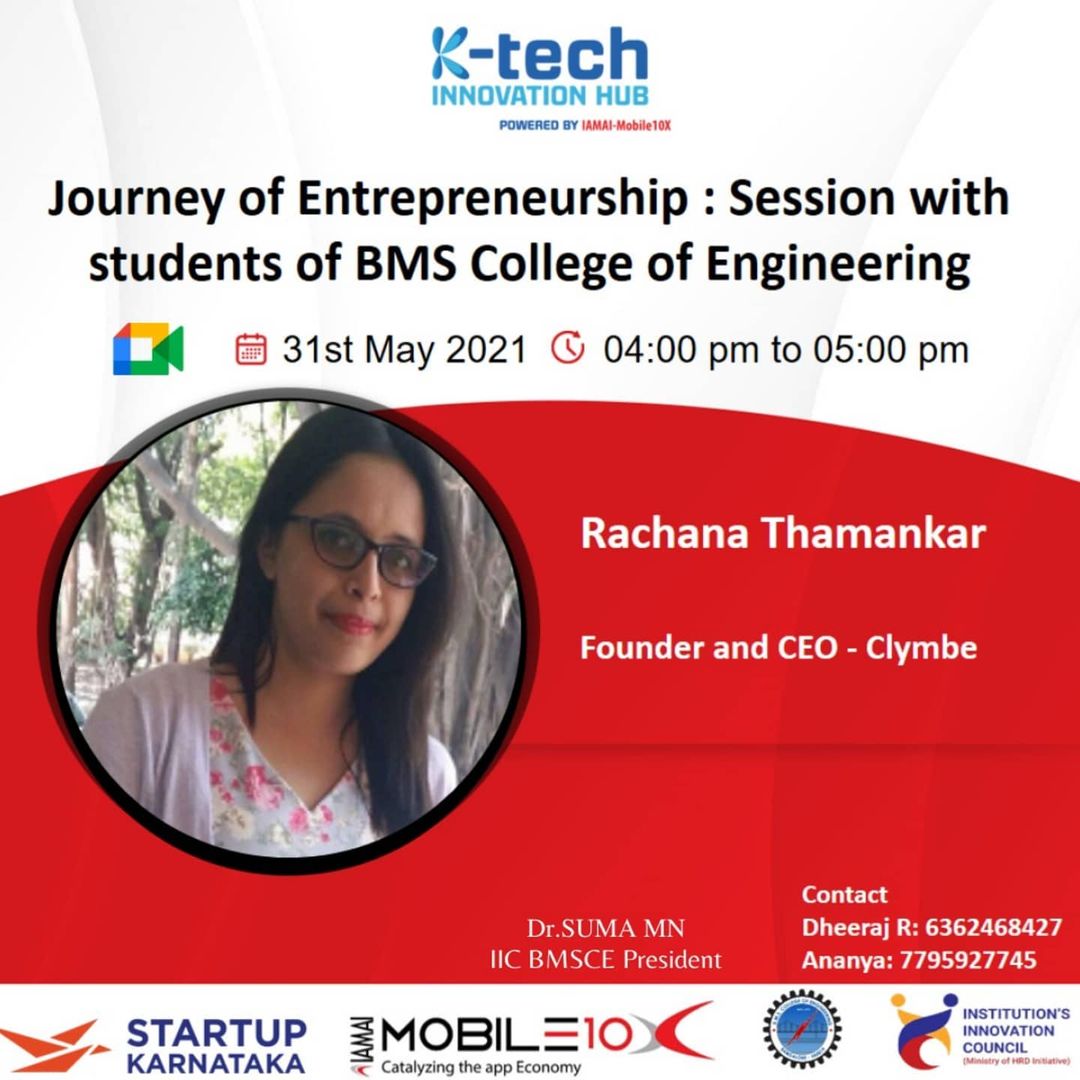 K-tech
INNOVATION HUB
POWERED BY IAMAI-Mobile10X
Journey of Entrepreneurship : Session with
students of BMS College of Engineering
31st May 2021 04:00 pm to 05:00 pm
Rachana Thamankar
Founder and CEO - Clymbe
Dr.SUMA MN
IIC BMSCE President
Contact
Dheeraj R: 6362468427
Ananya: 7795927745
STARTUP
KARNATAKA
IAMAI
MOBILE10X
Catalyzing the app Economy
INSTITUTION'S
INNOVATION
COUNCIL
(Ministry of HRD Initiative)